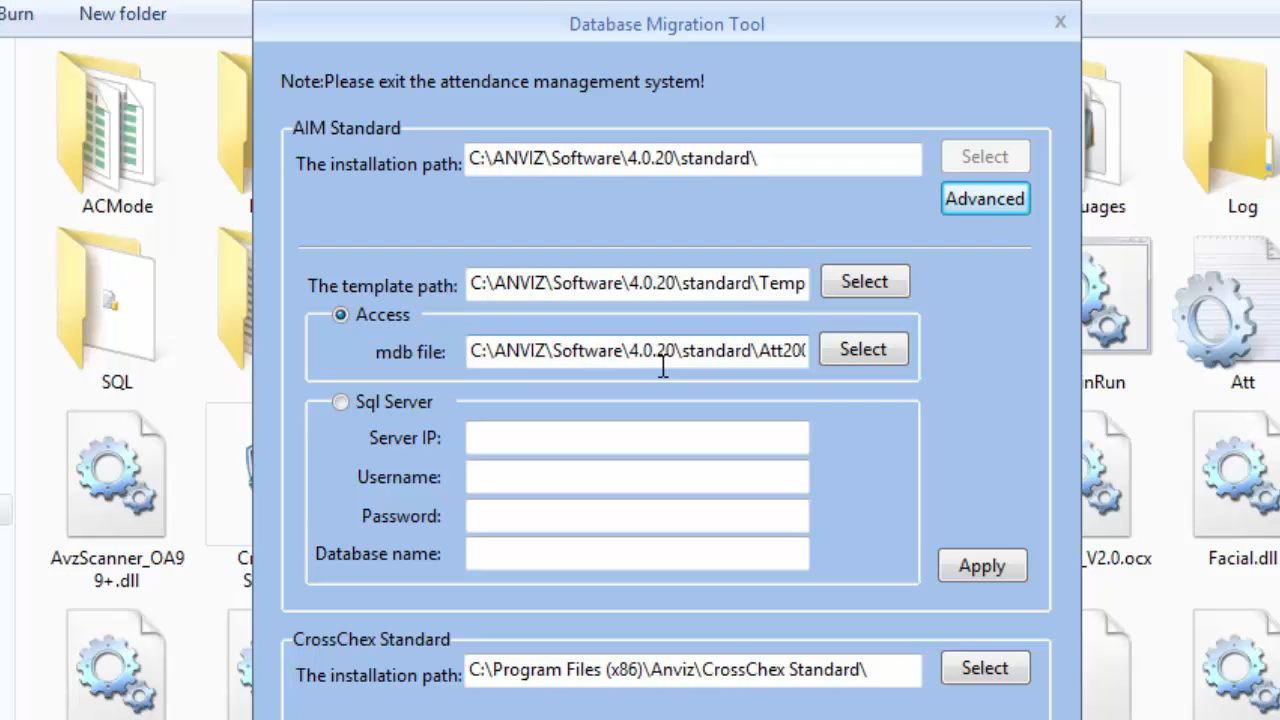 Burn
New folder
Database Migration Tool
x
Note:Please exit the attendance management system!
AIM Standard
The installation path:
C:\ANVIZ\Software\4.0.20\standard\
Select
Advanced
ACMode
uages
Log
The template path:
C:\ANVIZ\Software\4.0.20\standard\Temp
Select
Access
mdb file:
C:\ANVIZ\Software\4.0.20\standard\Att200
Select
SQL
inRun
Att
Sql Server
Server IP:
Username:
Password:
Database name:
Apply
AvzScanner_OA9
9+.dll
Cr
S
_V2.0.ocx
Facial.dll
CrossChex Standard
The installation path:
C:\Program Files (x86)\Anviz\CrossChex Standard\
Select